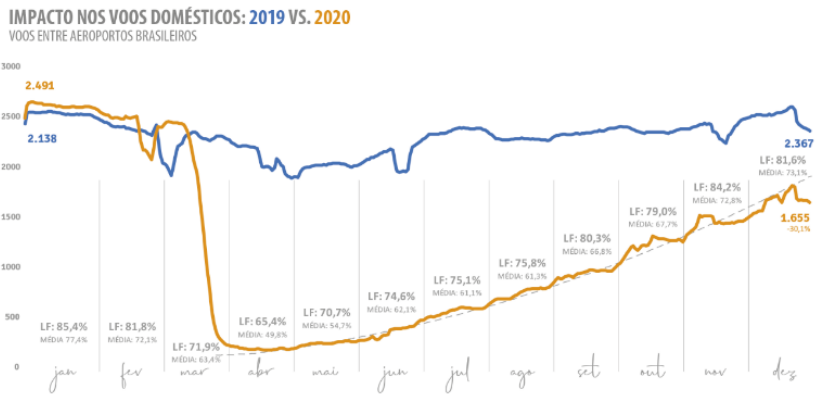 IMPACTO NOS VOOS DOMÉSTICOS: 2019 VS. 2020
VOOS ENTRE AEROPORTOS BRASILEIROS
3000
2500
2000
1500
1000
500
0
2.491
2.138
2.367
1.655
-30,1%
LF: 85,4%
MÉDIA 77,4%
LF: 81,8%
MÉDIA: 72,1%
LF: 71,9%
MÉDIA: 63,4%
LF: 65,4%
MÉDIA: 49,8%
LF: 70,7%
MÉDIA: 54,7%
LF: 74,6%
MÉDIA: 62,1%
LF: 75,1%
MÉDIA: 61,1%
LF: 75,8%
MÉDIA: 61,3%
LF: 80,3%
MÉDIA: 66,8%
LF: 79,0%
MÉDIA: 67,7%
LF: 84,2%
MÉDIA: 72,8%
LF: 81,6%
MÉDIA: 73,1%
jan fev mar abr mai jun jul ago set out nov dez